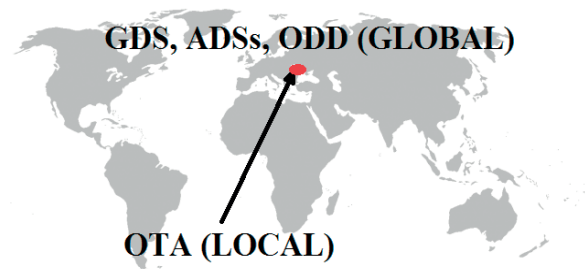 GDS, ADSs, ODD (GLOBAL)
OTA (LOCAL)